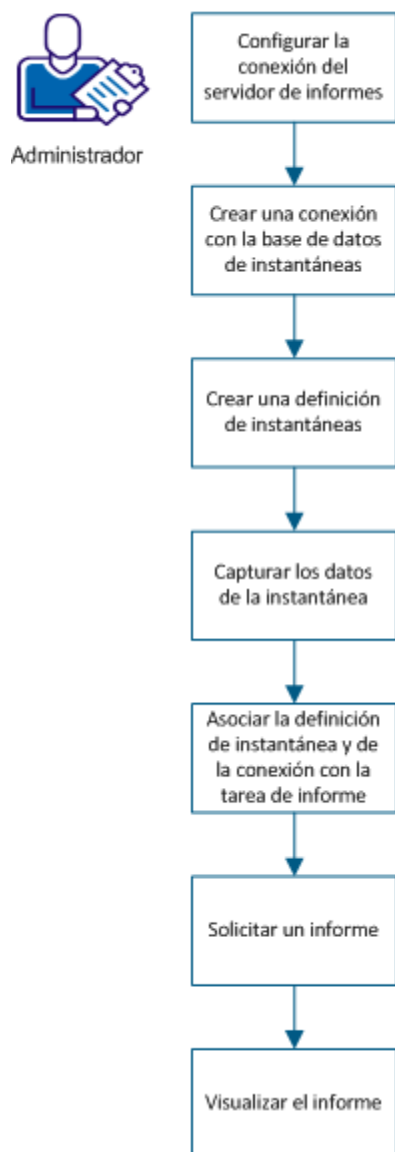 Administrador
Configurar la
conexión del
servidor de informes
Crear una conexión
con la base de datos
de instantáneas
Crear una definición
de instantáneas
Capturar los datos
de la instantánea
Asociar la definición
de instantánea y de
la conexión con la
tarea de informe
Solicitar un informe
Visualizar el informe